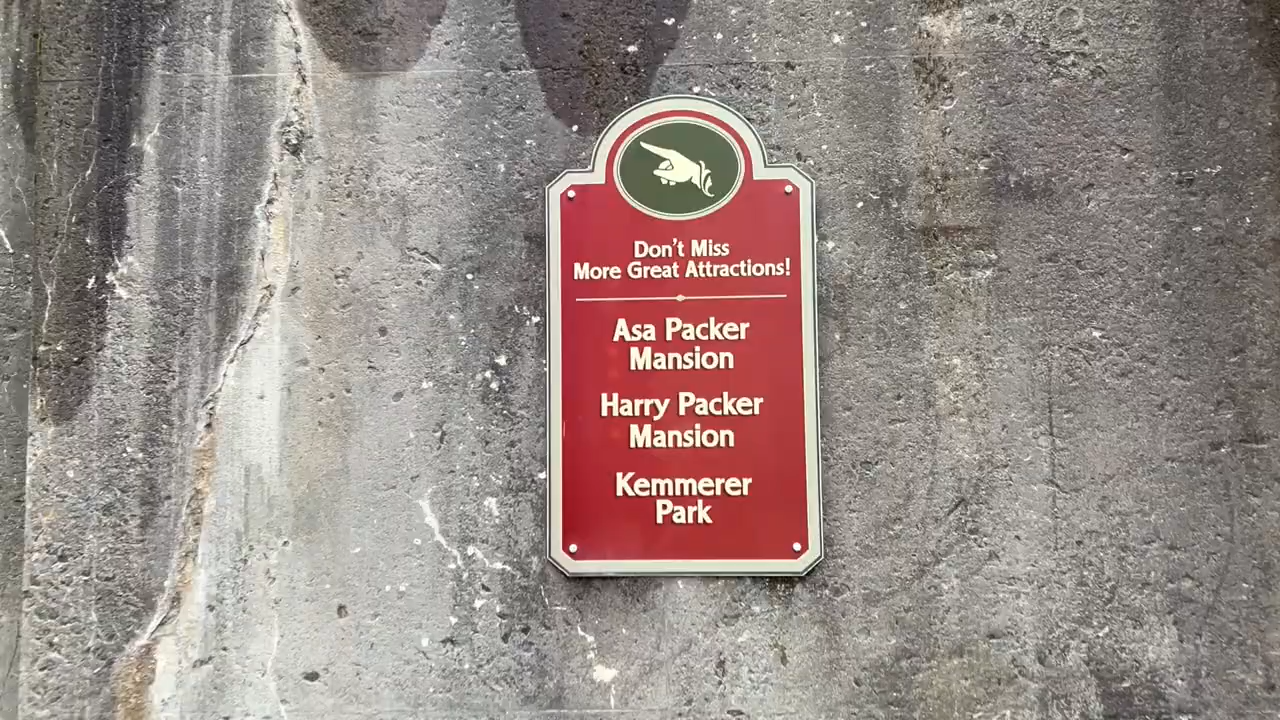 Don't Miss
More Great Attractions!
Asa Packer
Mansion
Harry Packer
Mansion
Kemmerer
Park